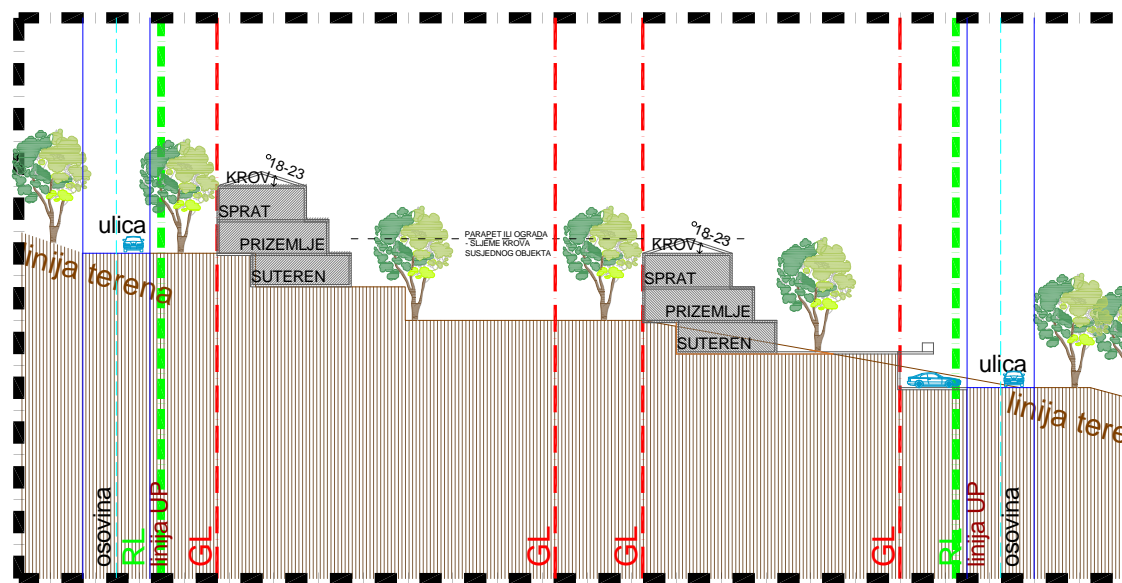 °18-23
KROV
SPRAT
ulica
PRIZEMLJE
SUTEREN
linija terena
PARAPET ILI OGRADA
- SLJEME KROVA
SUSJEDNOG OBJEKTA
°18-23
KROV
SPRAT
PRIZEMLJE
SUTEREN
ulica
linija tere
osovina
RL
linija UP
GL
GL
GL
GL
RL
linija UP
osovina